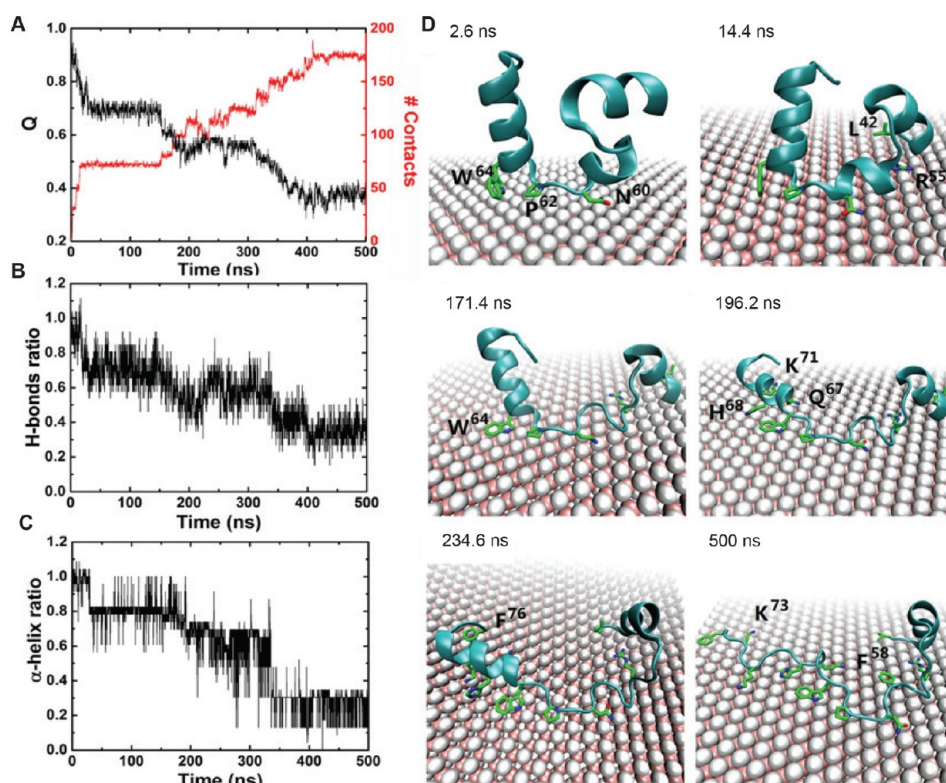 A
1.0
0.8
0.6
0.4
0.2
Q
200
150
100
50
0
# Contacts
0 100 200 300 400 500
Time (ns)
B
1.2
1.0
0.8
0.6
0.4
0.2
0.0
H-bonds ratio
0 100 200 300 400 500
Time (ns)
C
1.2
1.0
0.8
0.6
0.4
0.2
0.0
α-helix ratio
0 100 200 300 400 500
Time (ns)
D
2.6 ns
W64
P62
N60
14.4 ns
L42
R55
171.4 ns
W64
196.2 ns
K71
H68
Q67
234.6 ns
F76
500 ns
K73
F58